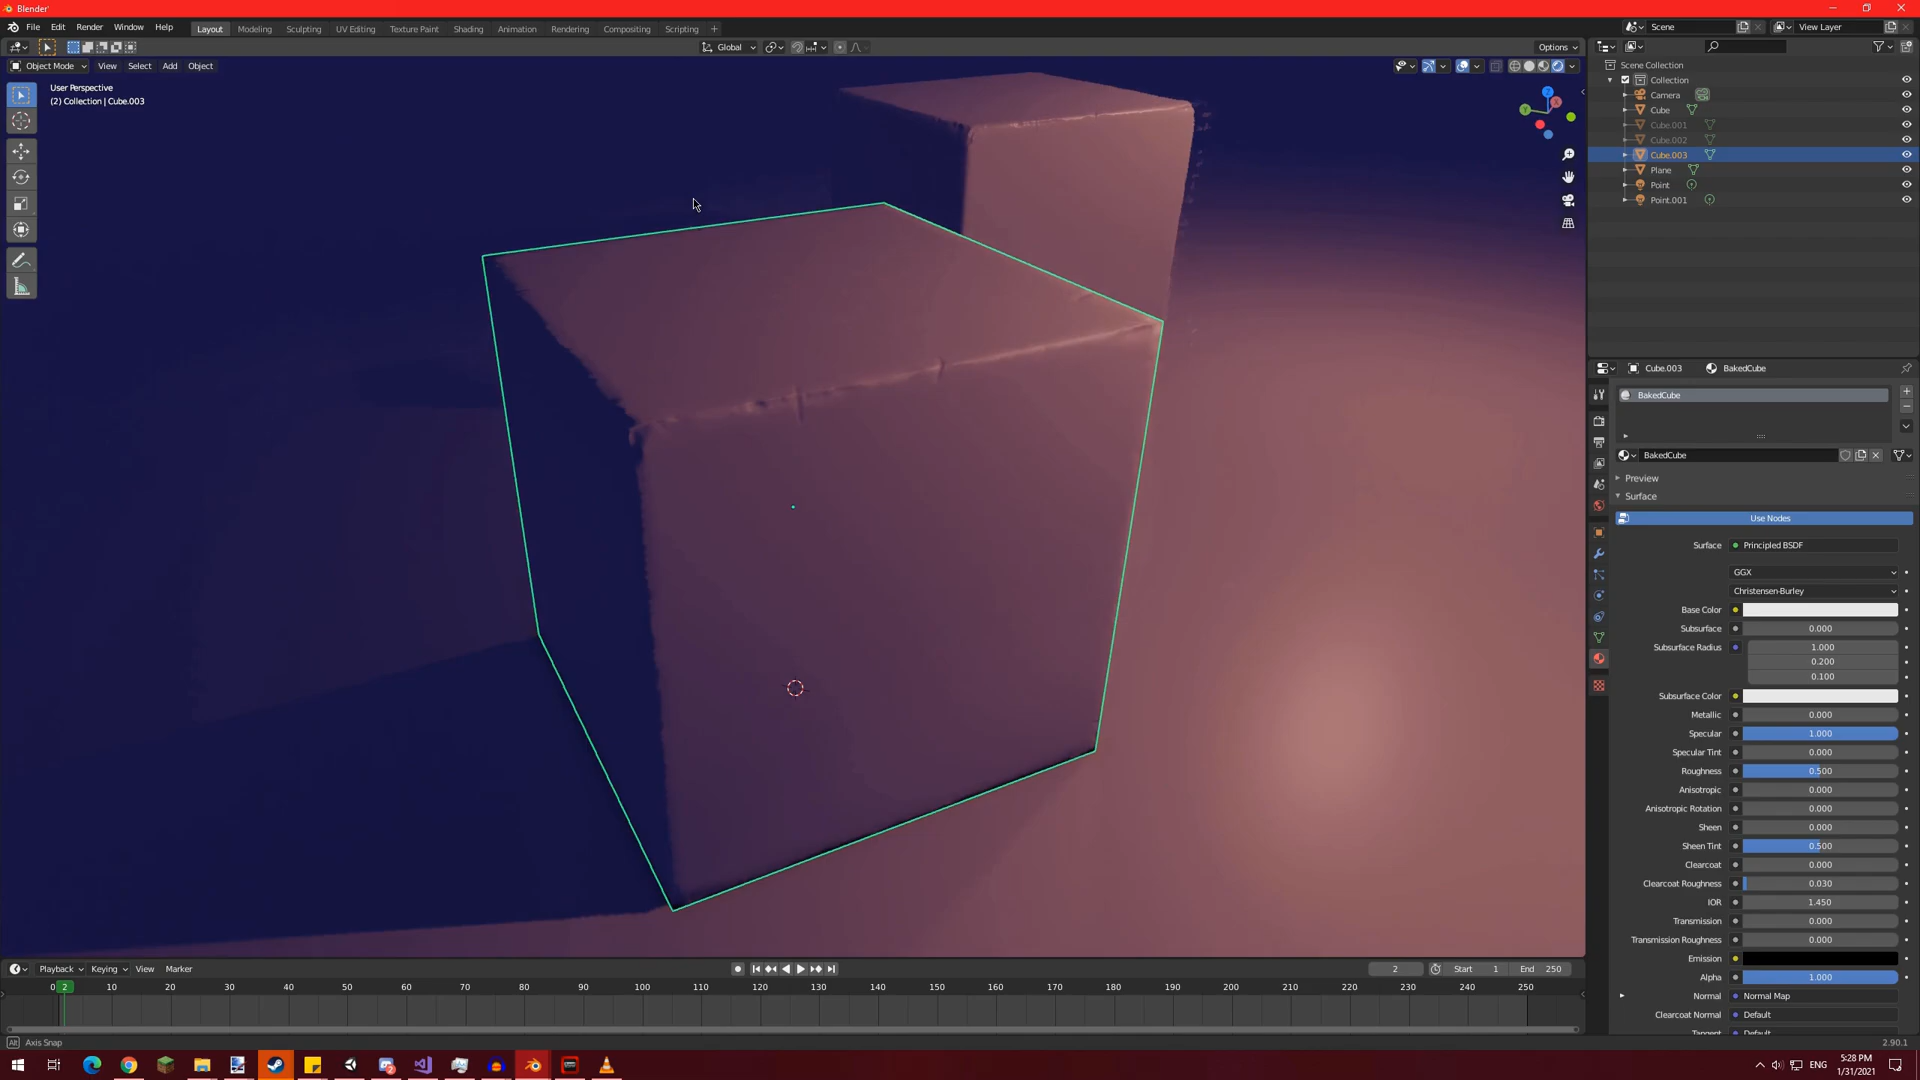 Blender
File Edit Render Window Help Layout Modeling Sculpting UV Editing Texture Paint Shading Animation Rendering Compositing Scripting + Scene View Layer
Global Options
Object Mode View Select Add Object
User Perspective
(2) Collection | Cube.003
Scene Collection
Collection
Camera
Cube
Cube.001
Cube.002
Cube.003
Plane
Point
Point.001
Cube.003 BakedCube
BakedCube
BakedCube
Preview
Surface
Use Nodes
Surface Principled BSDF
GGX
Christensen-Burley
Base Color
Subsurface 0.000
Subsurface Radius 1.000
0.200
0.100
Subsurface Color
Metallic 0.000
Specular 1.000
Specular Tint 0.000
Roughness 0.500
Anisotropic 0.000
Anisotropic Rotation 0.000
Sheen 0.000
Sheen Tint 0.500
Clearcoat 0.000
Clearcoat Roughness 0.030
IOR 1.450
Transmission 0.000
Transmission Roughness 0.000
Emission
Alpha 1.000
Normal Normal Map
Clearcoat Normal Default
Tangent Default
Playback Keying View Marker 2 Start 1 End 250
0 2 10 20 30 40 50 60 70 80 90 100 110 120 130 140 150 160 170 180 190 200 210 220 230 240 250
Alt Axis Snap 2.90.1
ENG 5:28 PM
1/31/2021